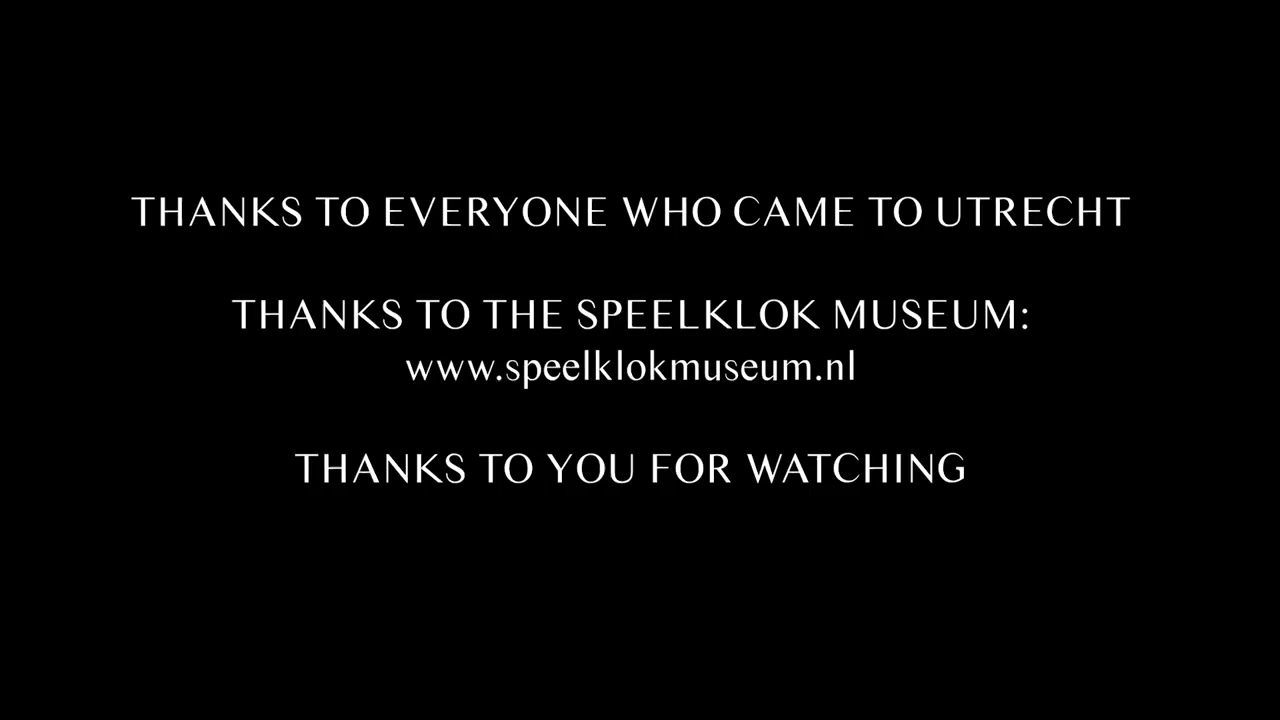 THANKS TO EVERYONE WHO CAME TO UTRECHT
THANKS TO THE SPEELKLOK MUSEUM:
www.speelklokmuseum.nl
THANKS TO YOU FOR WATCHING